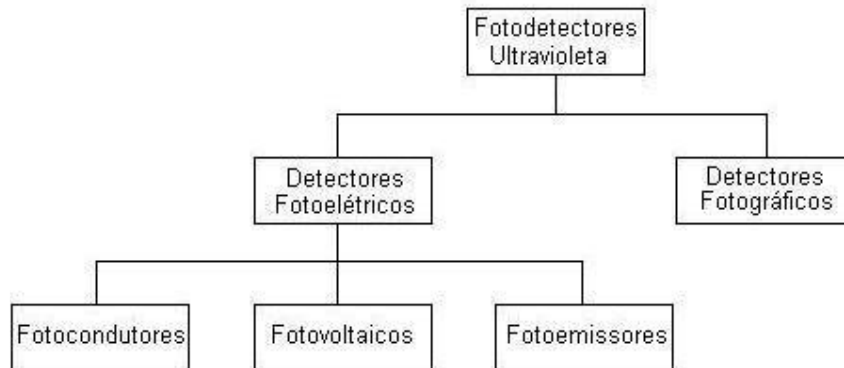 Fotodetectores
Ultravioleta
Detectores
Fotoelétricos
Detectores
Fotográficos
Fotocondutores
Fotovoltaicos
Fotoemissores